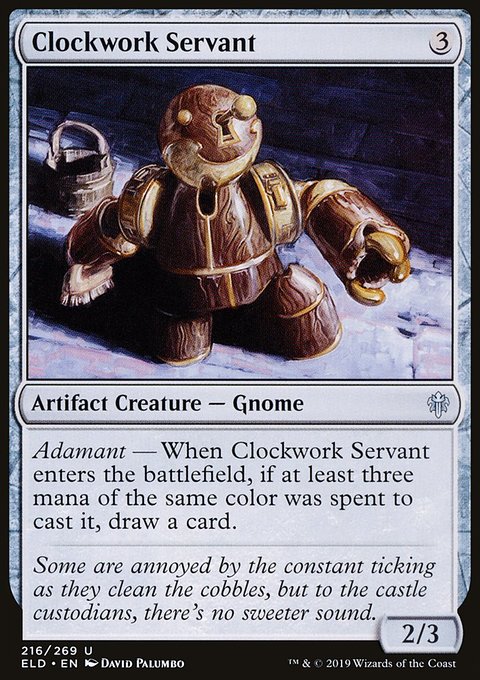 Clockwork Servant 3
Artifact Creature — Gnome
Adamant — When Clockwork Servant
enters the battlefield, if at least three
mana of the same color was spent to
cast it, draw a card.
Some are annoyed by the constant ticking
as they clean the cobbles, but to the castle
custodians, there's no sweeter sound.
2/3
216/269 U
ELD • EN David Palumbo
™ & © 2019 Wizards of the Coast